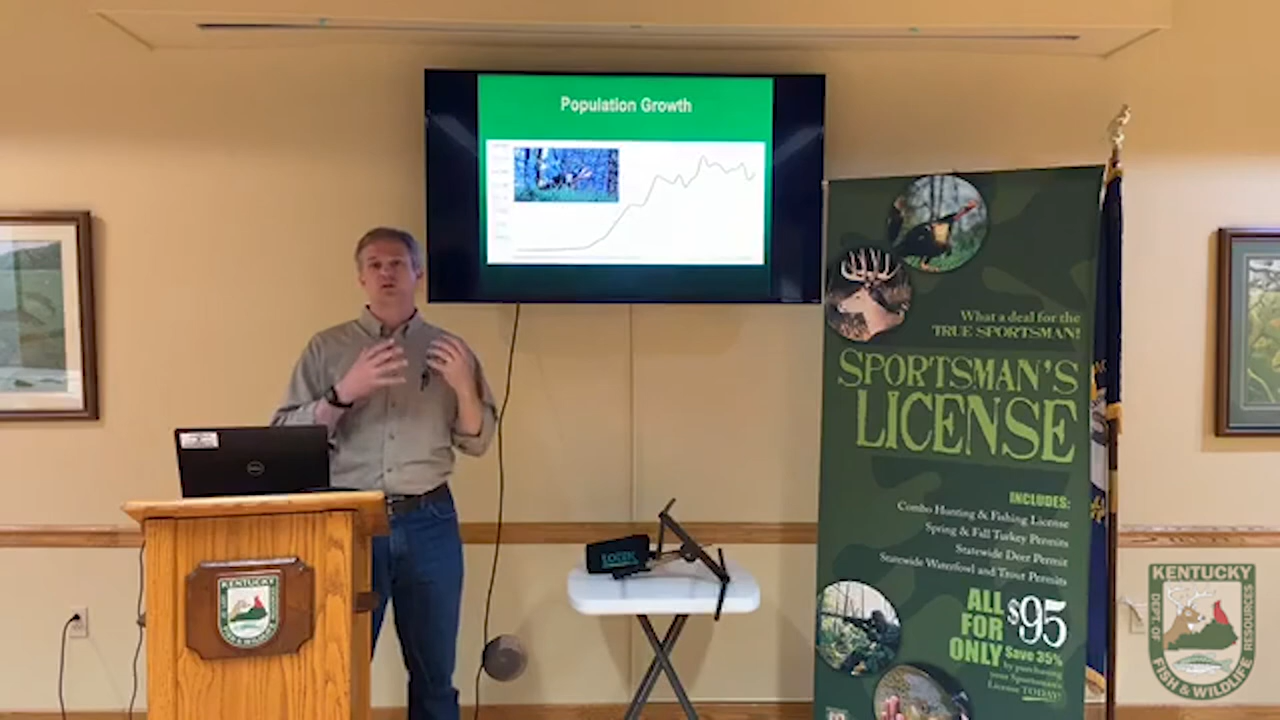 Population Growth
What a deal for the
TRUE SPORTSMAN!
SPORTSMAN'S
LICENSE
INCLUDES:
Combo Hunting & Fishing License
Spring & Fall Turkey Permits
Statewide Deer Permit
Statewide Waterfowl and Trout Permits
ALL
FOR
ONLY
$95
Save 35%
by purchasing
your Sportsman's
License TODAY!
DELL
KENTUCKY
KENTUCKY
DEPT. OF
FISH & WILDLIFE
RESOURCES